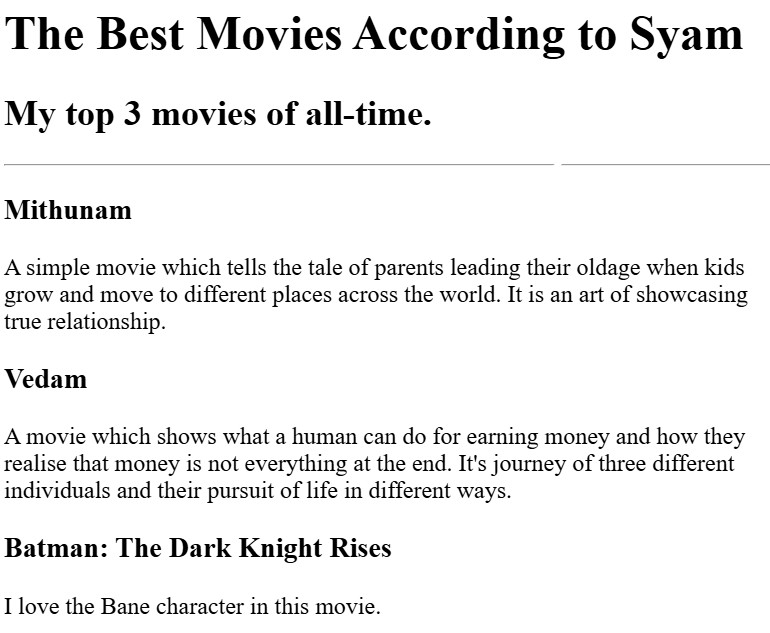 The Best Movies According to Syam
My top 3 movies of all-time.
Mithunam
A simple movie which tells the tale of parents leading their oldage when kids
grow and move to different places across the world. It is an art of showcasing
true relationship.
Vedam
A movie which shows what a human can do for earning money and how they
realise that money is not everything at the end. It's journey of three different
individuals and their pursuit of life in different ways.
Batman: The Dark Knight Rises
I love the Bane character in this movie.